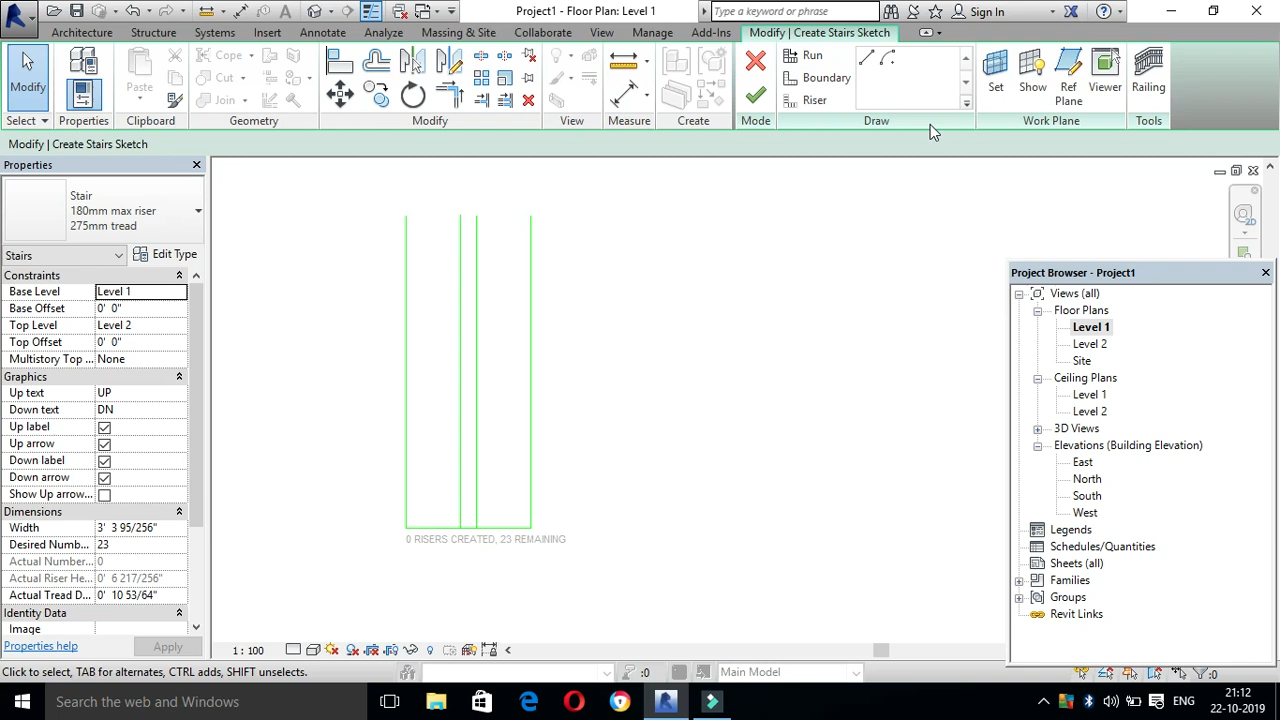 Project1 - Floor Plan: Level 1
Type a keyword or phrase
Sign In
Architecture
Structure
Systems
Insert
Annotate
Analyze
Massing & Site
Collaborate
View
Manage
Add-Ins
Modify | Create Stairs Sketch
Modify
Select
Properties
Paste
Clipboard
Cope
Cut
Join
Geometry
Modify
View
Measure
Create
Mode
Run
Boundary
Riser
Draw
Set
Show
Ref
Plane
Viewer
Work Plane
Railing
Tools
Modify | Create Stairs Sketch
Properties
Stair
180mm max riser
275mm tread
Stairs
Edit Type
Constraints
Base Level Level 1
Base Offset 0' 0"
Top Level Level 2
Top Offset 0' 0"
Multistory Top ... None
Graphics
Up text UP
Down text DN
Up label
Up arrow
Down label
Down arrow
Show Up arrow...
Dimensions
Width 3' 3 95/256"
Desired Numb... 23
Actual Number... 0
Actual Riser He... 0' 6 217/256"
Actual Tread D... 0' 10 53/64"
Identity Data
Image
Properties help
Apply
0 RISERS CREATED, 23 REMAINING
2D
Project Browser - Project1
Views (all)
Floor Plans
Level 1
Level 2
Site
Ceiling Plans
Level 1
Level 2
3D Views
Elevations (Building Elevation)
East
North
South
West
Legends
Schedules/Quantities
Sheets (all)
Families
Groups
Revit Links
1 : 100
Click to select, TAB for alternates, CTRL adds, SHIFT unselects.
:0
Main Model
:0
Search the web and Windows
ENG
21:12
22-10-2019